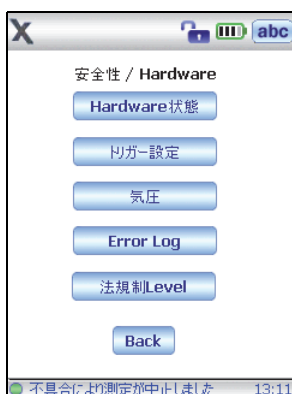 X
abc
安全性 / Hardware
Hardware状態
トリガー設定
気圧
Error Log
法規制Level
Back
不具合により測定が中止しました 13:11